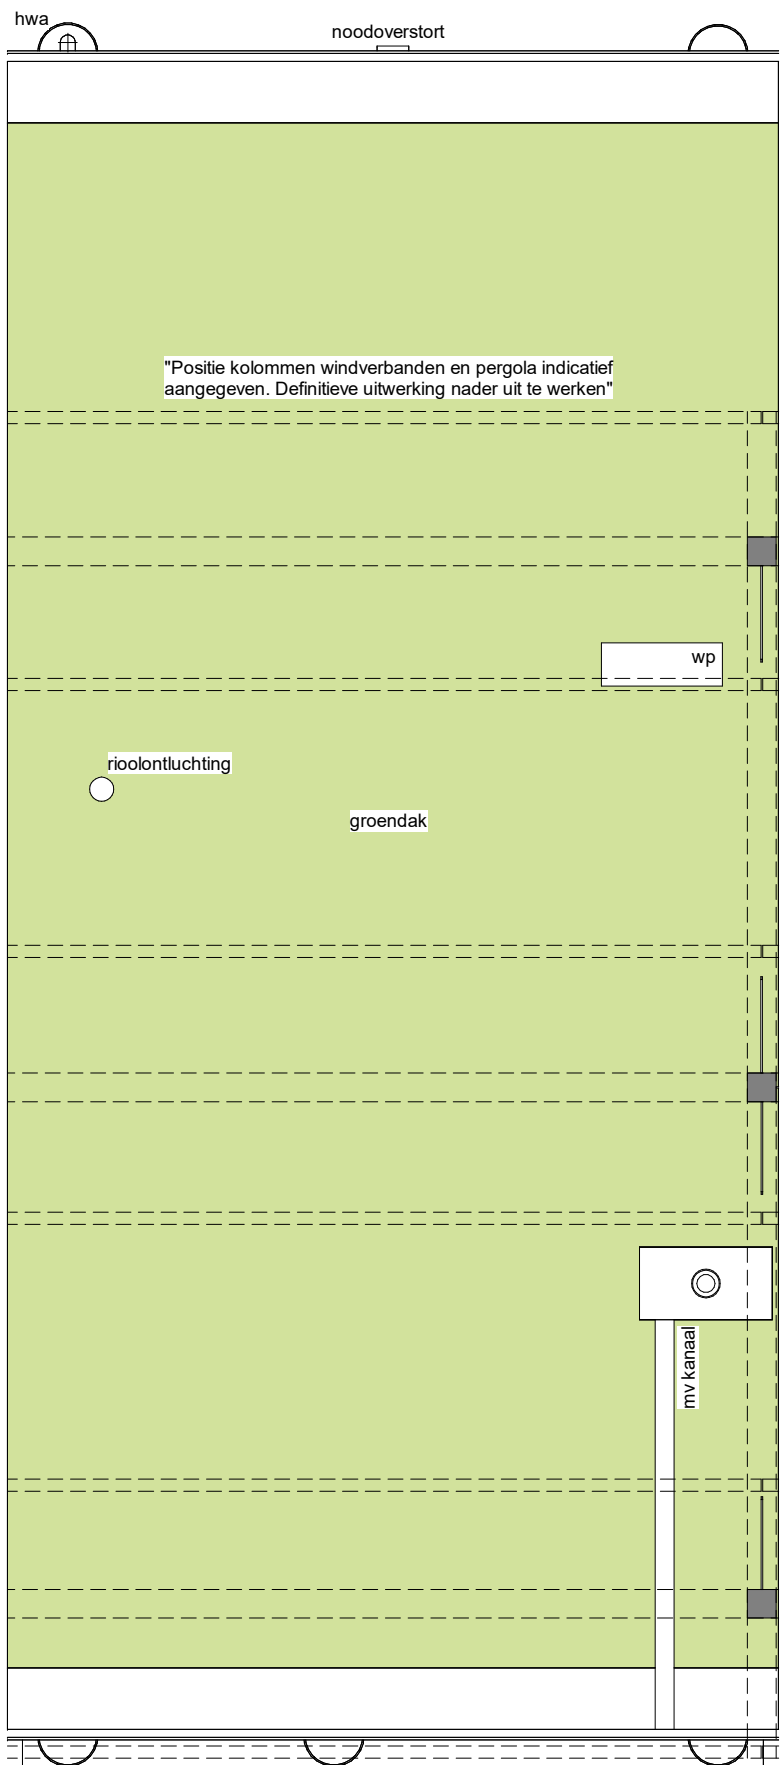 hwa
noodoverstort
"Positie kolommen windverbanden en pergola indicatief
aangegeven. Definitieve uitwerking nader uit te werken"
wp
rioolontluchting
groendak
mv kanaal